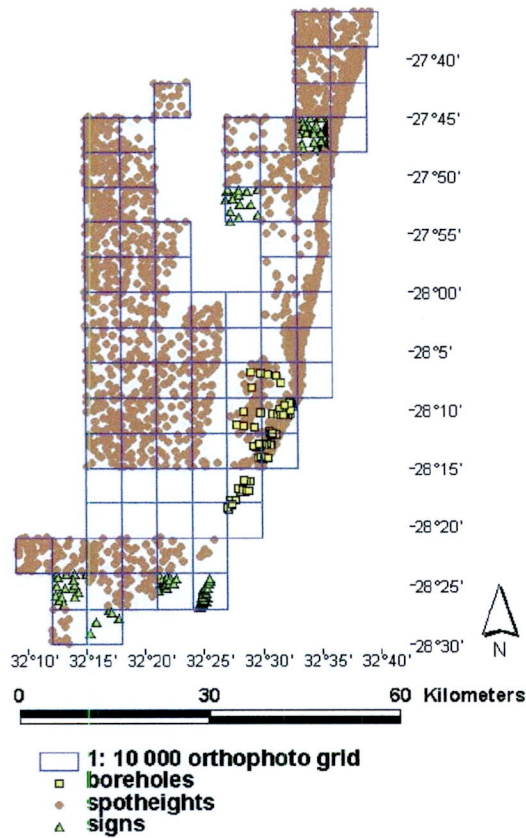 -27°40'
-27°45'
-27°50'
-27°55'
-28°00'
-28°5'
-28°10'
-28°15'
-28°20'
-28°25'
-28°30'
32°10' 32°15' 32°20' 32°25' 32°30' 32°35' 32°40'
N
0 30 60 Kilometers
1: 10 000 orthophoto grid
boreholes
spotheights
signs